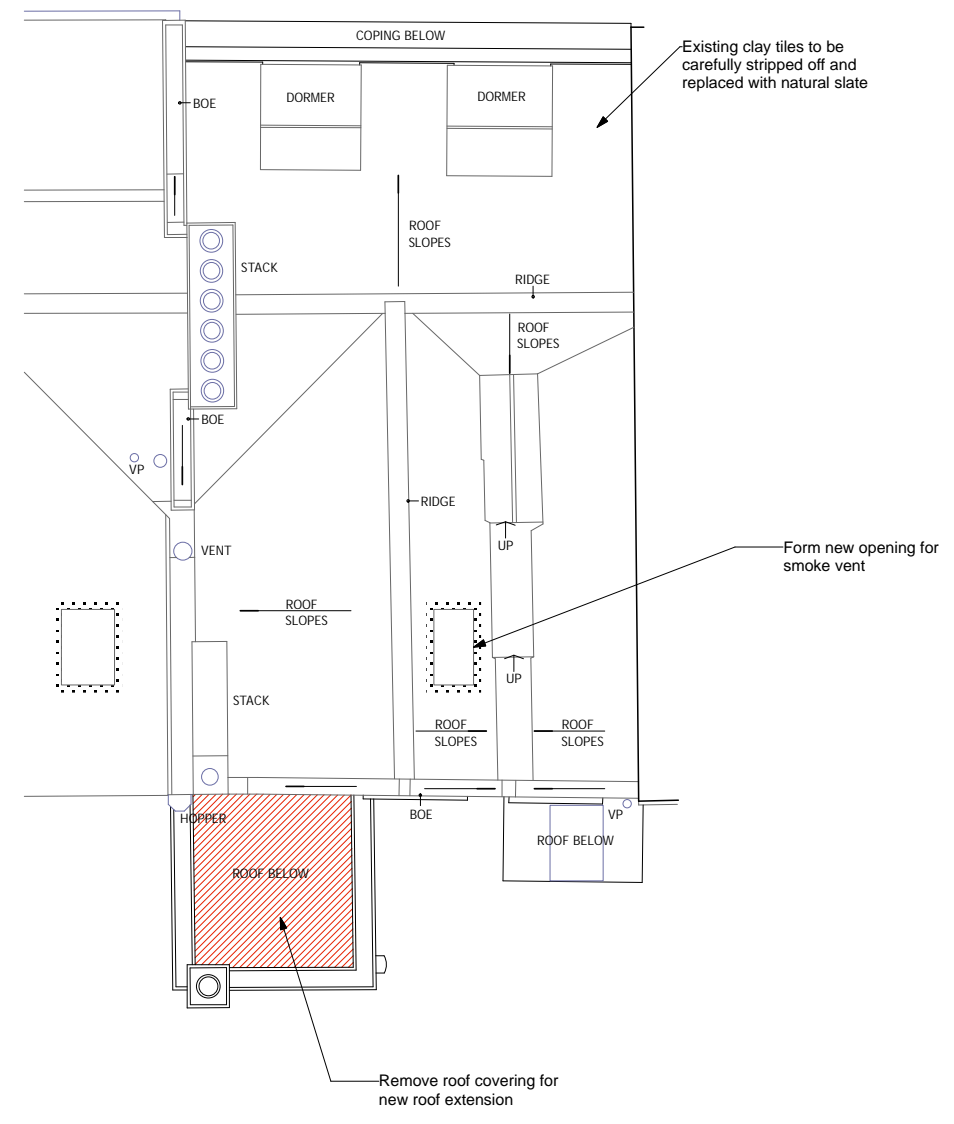 COPING BELOW
Existing clay tiles to be
carefully stripped off and
replaced with natural slate
DORMER
DORMER
BOE
ROOF
SLOPES
STACK
RIDGE
ROOF
SLOPES
BOE
VP
RIDGE
VENT
UP
Form new opening for
smoke vent
ROOF
SLOPES
UP
STACK
ROOF
SLOPES
ROOF
SLOPES
HOPPER
BOE
VP
ROOF BELOW
ROOF BELOW
Remove roof covering for
new roof extension